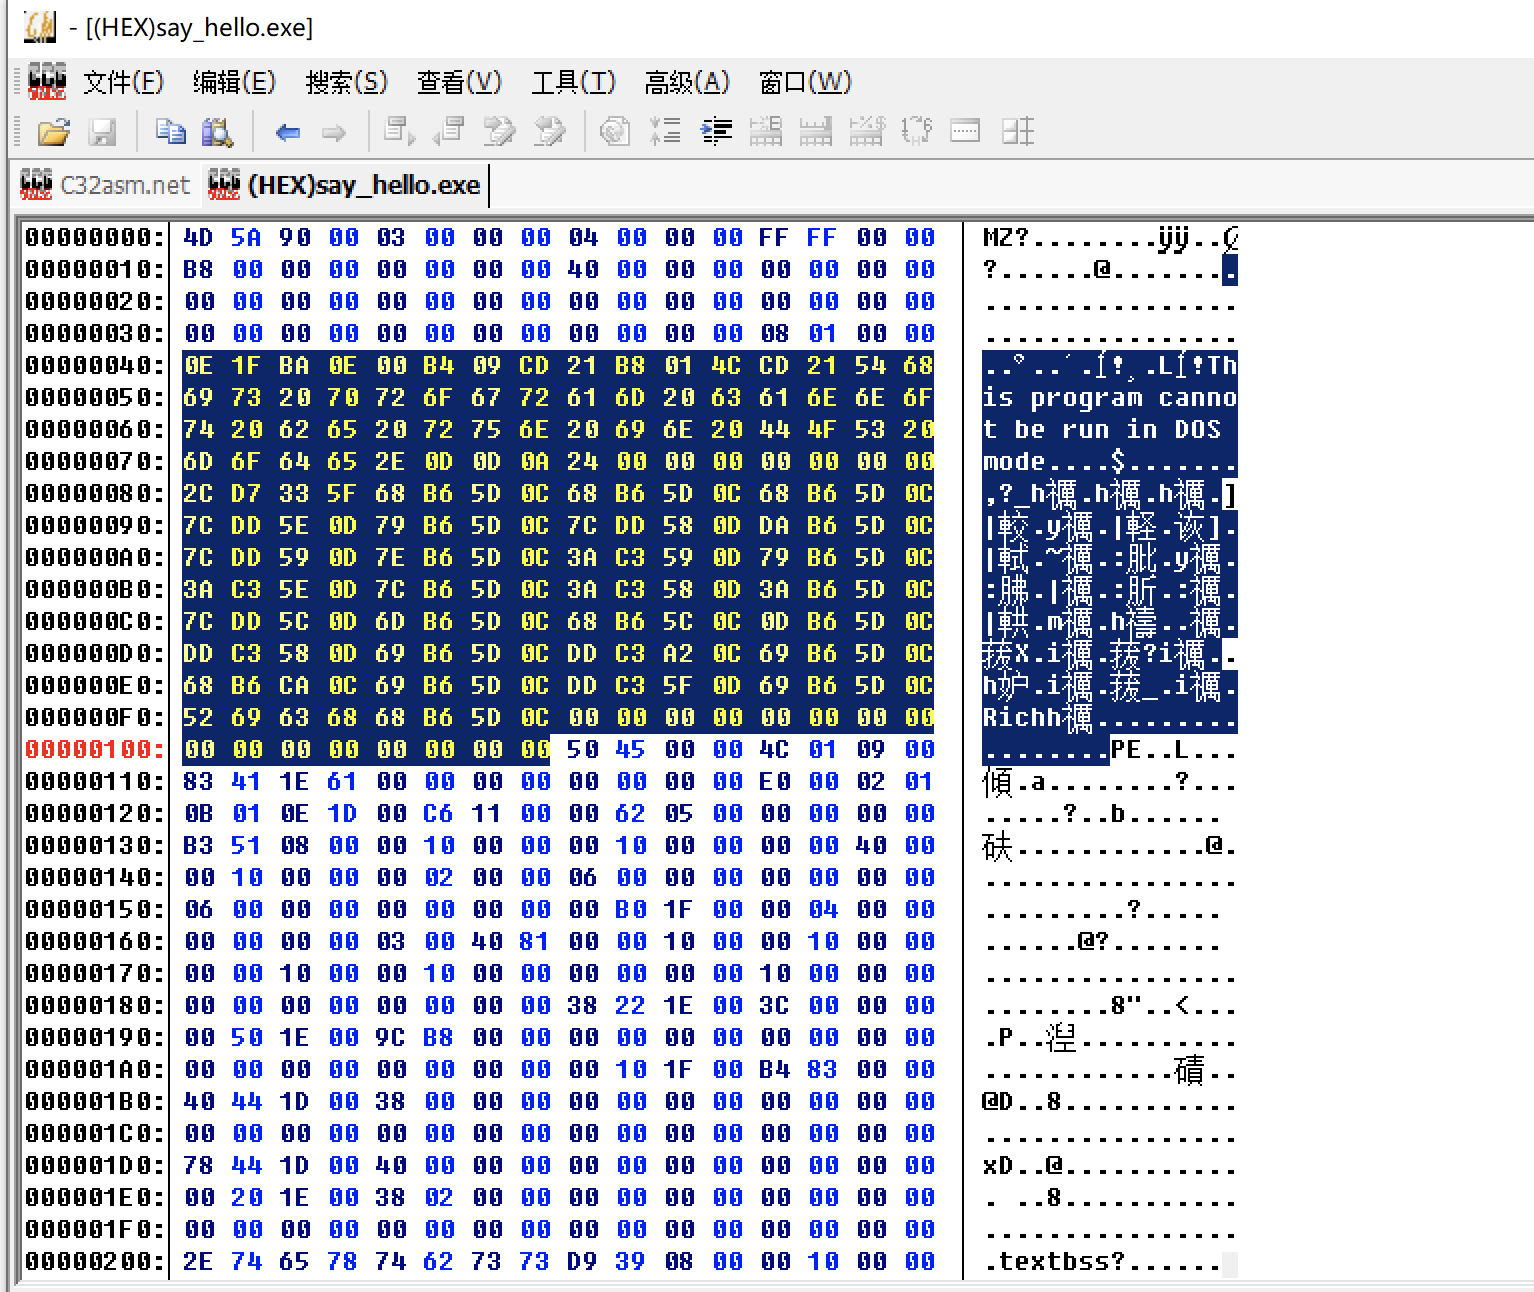 - [(HEX)say_hello.exe]
文件(F) 编辑(E) 搜索(S) 查看(V) 工具(T) 高级(A) 窗口(W)
C32asm.net (HEX)say_hello.exe
00000000: 4D 5A 90 00 03 00 00 00 04 00 00 00 FF FF 00 00 MZ?........ÿÿ..
00000010: B8 00 00 00 00 00 00 00 40 00 00 00 00 00 00 00 ?......@........
00000020: 00 00 00 00 00 00 00 00 00 00 00 00 00 00 00 00 ................
00000030: 00 00 00 00 00 00 00 00 00 00 00 00 08 01 00 00 ................
00000040: 0E 1F BA 0E 00 B4 09 CD 21 B8 01 4C CD 21 54 68 ..º..´.Í!¸.LÍ!Th
00000050: 69 73 20 70 72 6F 67 72 61 6D 20 63 61 6E 6E 6F is program canno
00000060: 74 20 62 65 20 72 75 6E 20 69 6E 20 44 4F 53 20 t be run in DOS
00000070: 6D 6F 64 65 2E 0D 0D 0A 24 00 00 00 00 00 00 00 mode....$.......
00000080: 2C D7 33 5F 68 B6 5D 0C 68 B6 5D 0C 68 B6 5D 0C ,?_h禲.h禲.h禲.]
00000090: 7C DD 5E 0D 79 B6 5D 0C 7C DD 58 0D DA B6 5D 0C |較.y禲.|軽.该].
000000A0: 7C DD 59 0D 7E B6 5D 0C 3A C3 59 0D 79 B6 5D 0C |軾.~禲.:肶.y禲.
000000B0: 3A C3 5E 0D 7C B6 5D 0C 3A C3 58 0D 3A B6 5D 0C :胇.|禲.:肵.:禲.
000000C0: 7C DD 5C 0D 6D B6 5D 0C 68 B6 5C 0C 0D B6 5D 0C |輁.m禲.h禱..禲.
000000D0: DD C3 58 0D 69 B6 5D 0C DD C3 A2 0C 69 B6 5D 0C 菝X.i禲.菝?i禲..
000000E0: 68 B6 CA 0C 69 B6 5D 0C DD C3 5F 0D 69 B6 5D 0C h妒.i禲.菝_.i禲.
000000F0: 52 69 63 68 68 B6 5D 0C 00 00 00 00 00 00 00 00 Richh禲.........
00000100: 00 00 00 00 00 00 00 00 50 45 00 00 4C 01 09 00 ........PE..L...
00000110: 83 41 1E 61 00 00 00 00 00 00 00 00 E0 00 02 01 傾.a........?...
00000120: 0B 01 0E 1D 00 C6 11 00 00 62 05 00 00 00 00 00 .....?..b......
00000130: B3 51 08 00 00 10 00 00 00 10 00 00 00 00 40 00 砆............@.
00000140: 00 10 00 00 00 02 00 00 06 00 00 00 00 00 00 00 ................
00000150: 06 00 00 00 00 00 00 00 00 B0 1F 00 00 04 00 00 .........?.....
00000160: 00 00 00 00 03 00 40 81 00 00 10 00 00 10 00 00 ......@?.......
00000170: 00 00 10 00 00 10 00 00 00 00 00 00 10 00 00 00 ................
00000180: 00 00 00 00 00 00 00 00 38 22 1E 00 3C 00 00 00 ........8"..<...
00000190: 00 50 1E 00 9C B8 00 00 00 00 00 00 00 00 00 00 .P..湼..........
000001A0: 00 00 00 00 00 00 00 00 00 10 1F 00 B4 83 00 00 ............磧..
000001B0: 40 44 1D 00 38 00 00 00 00 00 00 00 00 00 00 00 @D..8...........
000001C0: 00 00 00 00 00 00 00 00 00 00 00 00 00 00 00 00 ................
000001D0: 78 44 1D 00 40 00 00 00 00 00 00 00 00 00 00 00 xD..@...........
000001E0: 00 20 1E 00 38 02 00 00 00 00 00 00 00 00 00 00 . ..8...........
000001F0: 00 00 00 00 00 00 00 00 00 00 00 00 00 00 00 00 ................
00000200: 2E 74 65 78 74 62 73 73 D9 39 08 00 00 10 00 00 .textbss?......